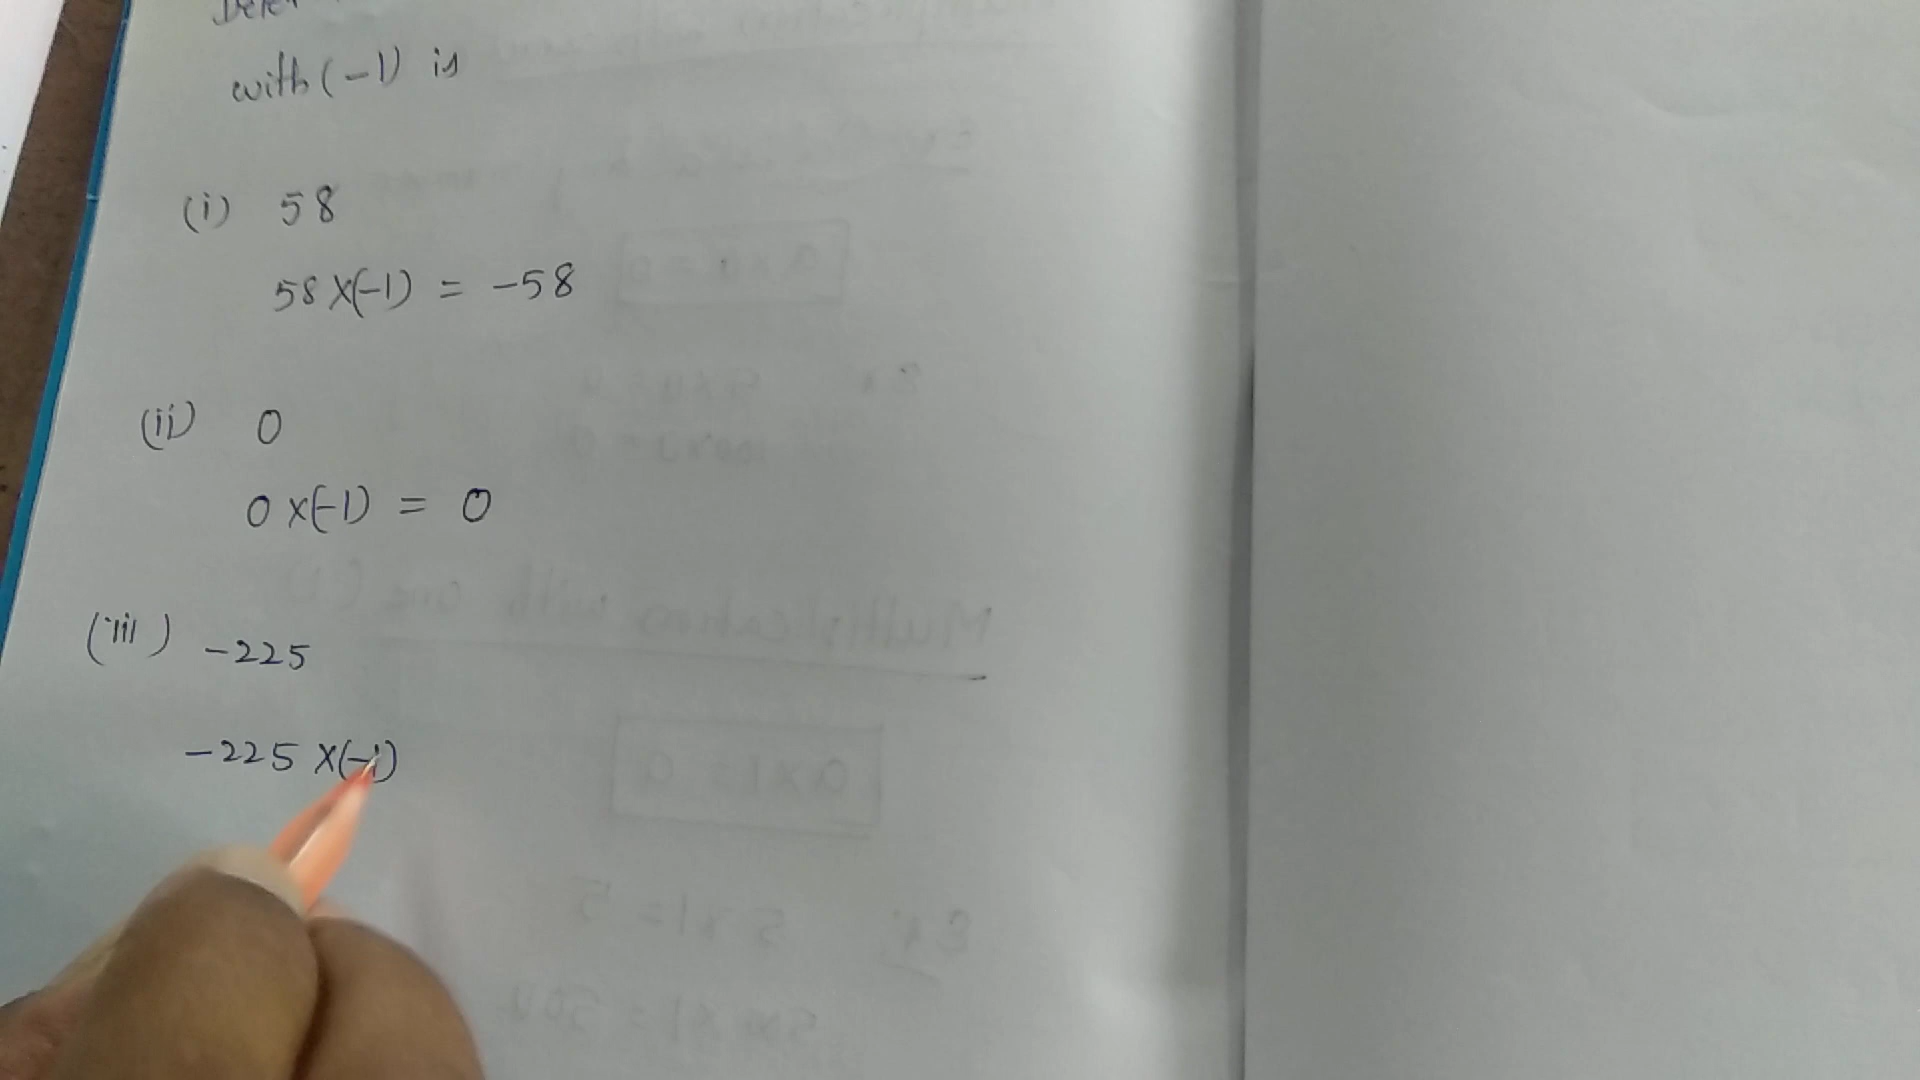 with (-1) is
(i) 58
58 X(-1) = -58
(ii) 0
0 x(-1) = 0
(iii) -225
-225 X(-1)